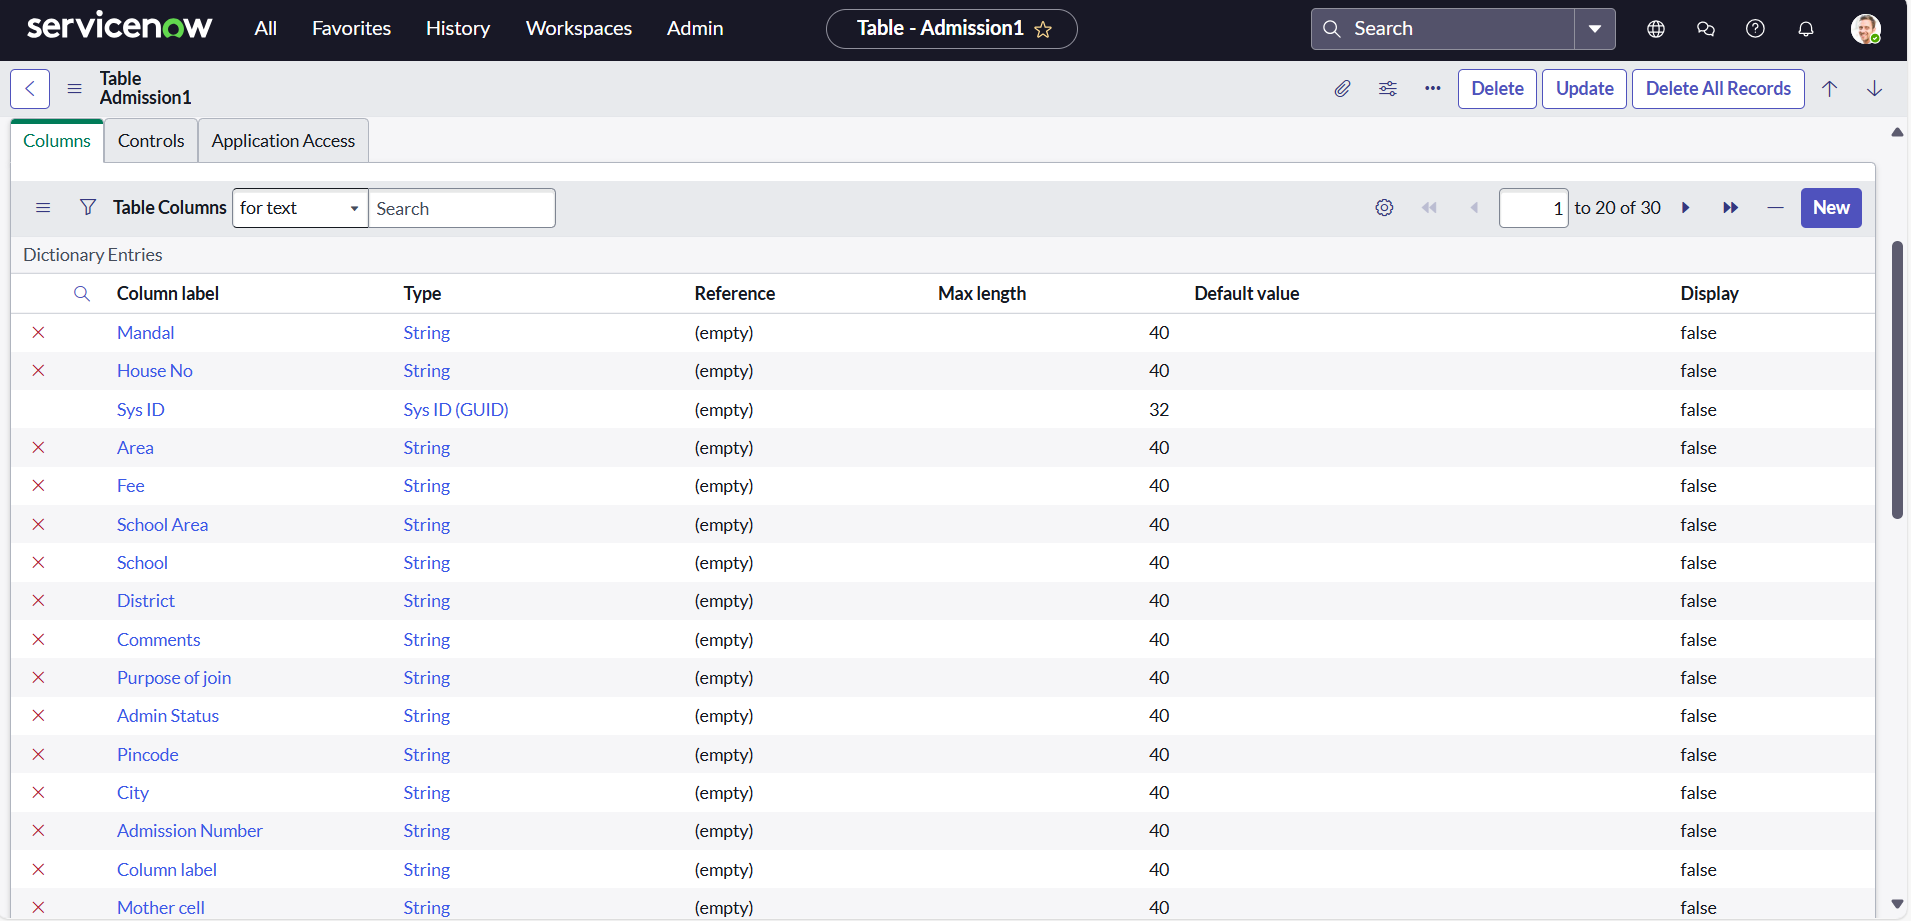 servicenow All Favorites History Workspaces Admin Table - Admission1 Search
Table
Admission1
Delete Update Delete All Records
Columns Controls Application Access
Table Columns for text Search 1 to 20 of 30 New
Dictionary Entries
Column label Type Reference Max length Default value Display
Mandal String (empty) 40 false
House No String (empty) 40 false
Sys ID Sys ID (GUID) (empty) 32 false
Area String (empty) 40 false
Fee String (empty) 40 false
School Area String (empty) 40 false
School String (empty) 40 false
District String (empty) 40 false
Comments String (empty) 40 false
Purpose of join String (empty) 40 false
Admin Status String (empty) 40 false
Pincode String (empty) 40 false
City String (empty) 40 false
Admission Number String (empty) 40 false
Column label String (empty) 40 false
Mother cell String (empty) 40 false